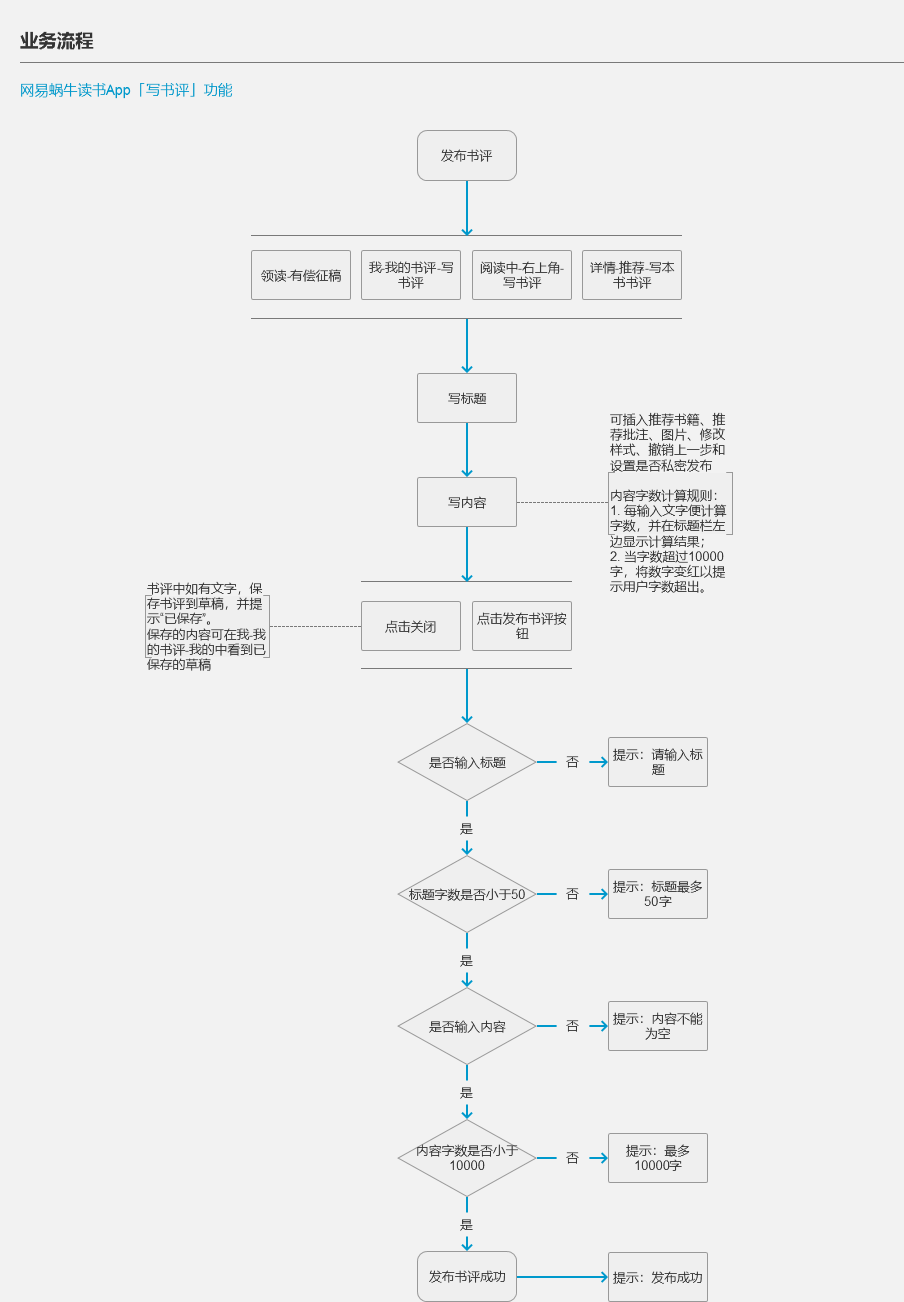 业务流程
网易蜗牛读书App「写书评」功能
发布书评
领读-有偿征稿
我-我的书评-写
书评
阅读中-右上角-
写书评
详情-推荐-写本
书书评
写标题
可插入推荐书籍、推
荐批注、图片、修改
样式、撤销上一步和
设置是否私密发布
内容字数计算规则：
1. 每输入文字便计算
字数，并在标题栏左
边显示计算结果；
2. 当字数超过10000
字，将数字变红以提
示用户字数超出。
写内容
书评中如有文字，保
存书评到草稿，并提
示“已保存”。
保存的内容可在我-我
的书评-我的中看到已
保存的草稿
点击关闭
点击发布书评按
钮
是否输入标题
否
提示：请输入标
题
是
标题字数是否小于50
否
提示：标题最多
50字
是
是否输入内容
否
提示：内容不能
为空
是
内容字数是否小于
10000
否
提示：最多
10000字
是
发布书评成功
提示：发布成功